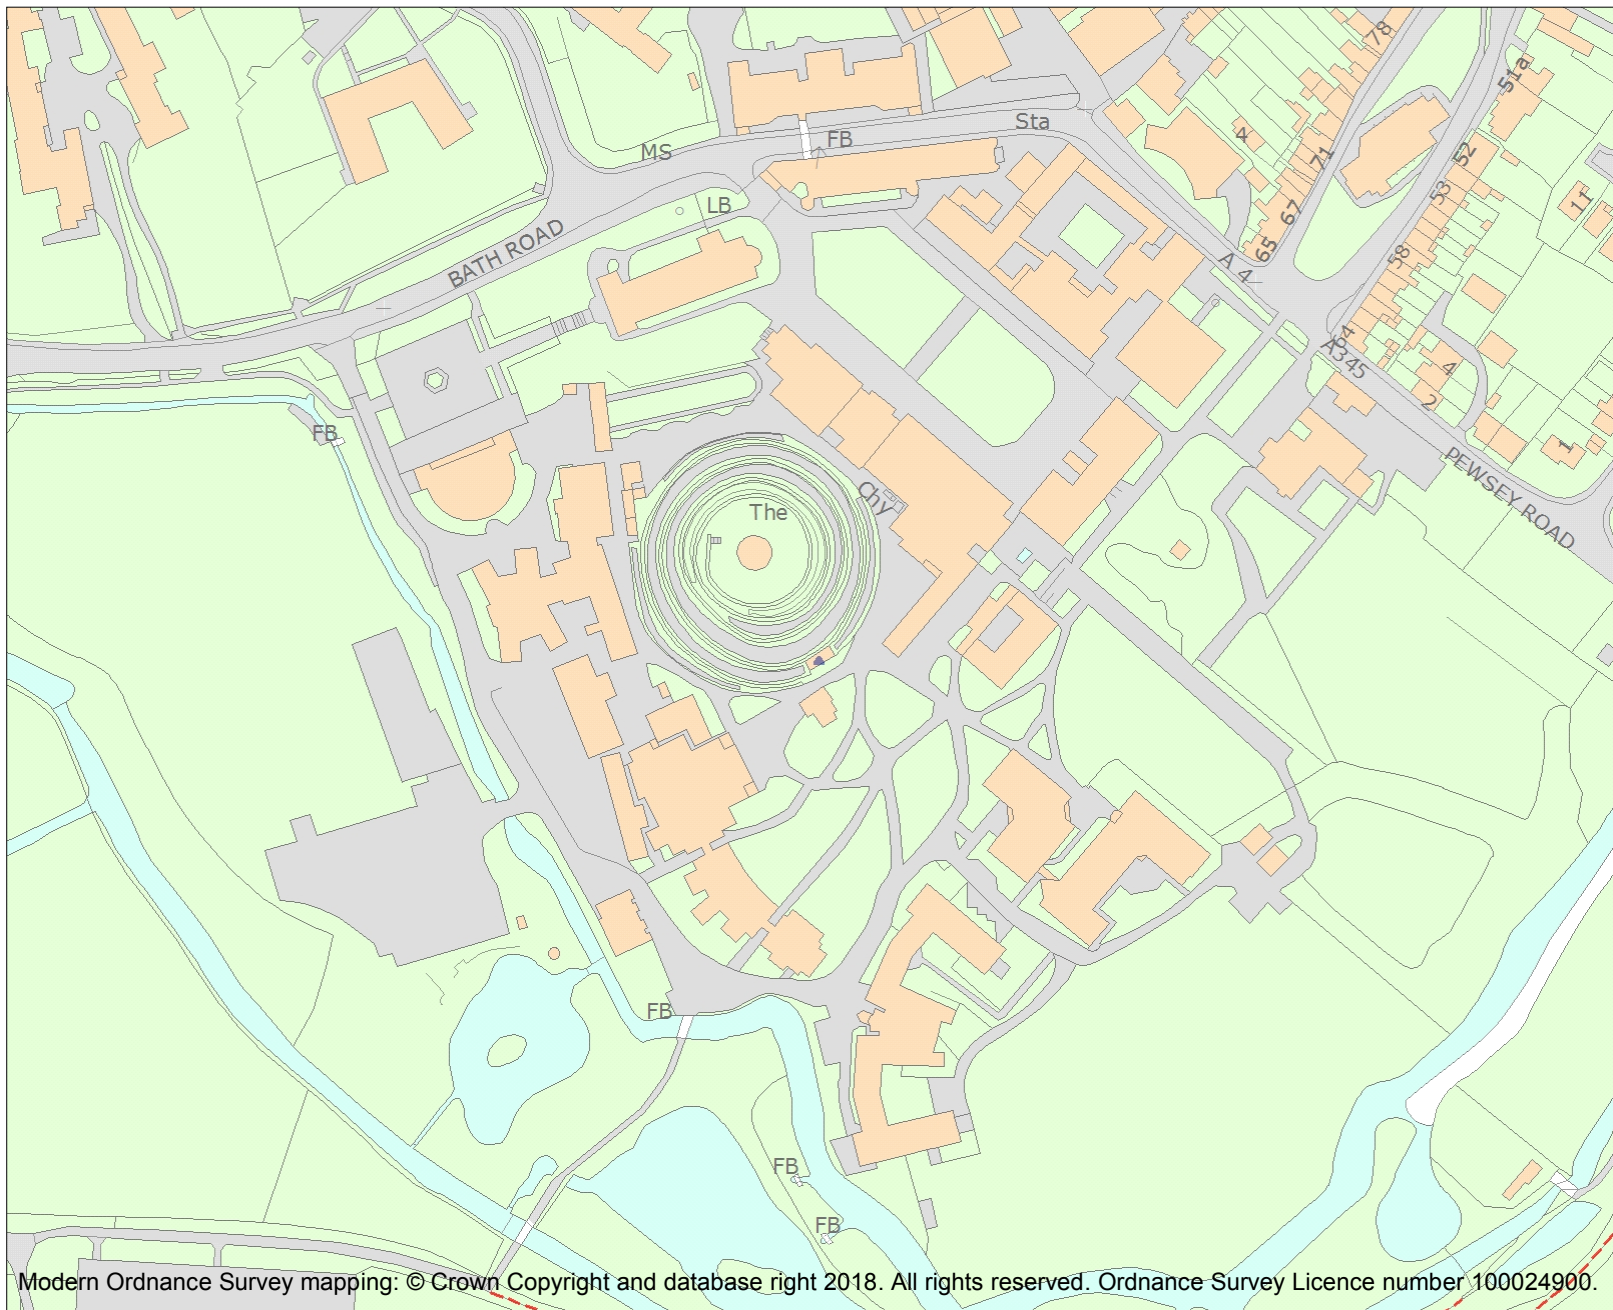 78
51a
Sta
MS
FB
4
71
52
53
11
LB
67
65
BATH ROAD
58
A 4
64
A345
4
2
FB
1
PEWSEY ROAD
Chy
The
FB
FB
FB
Modern Ordnance Survey mapping: © Crown Copyright and database right 2018. All rights reserved. Ordnance Survey Licence number 100024900.